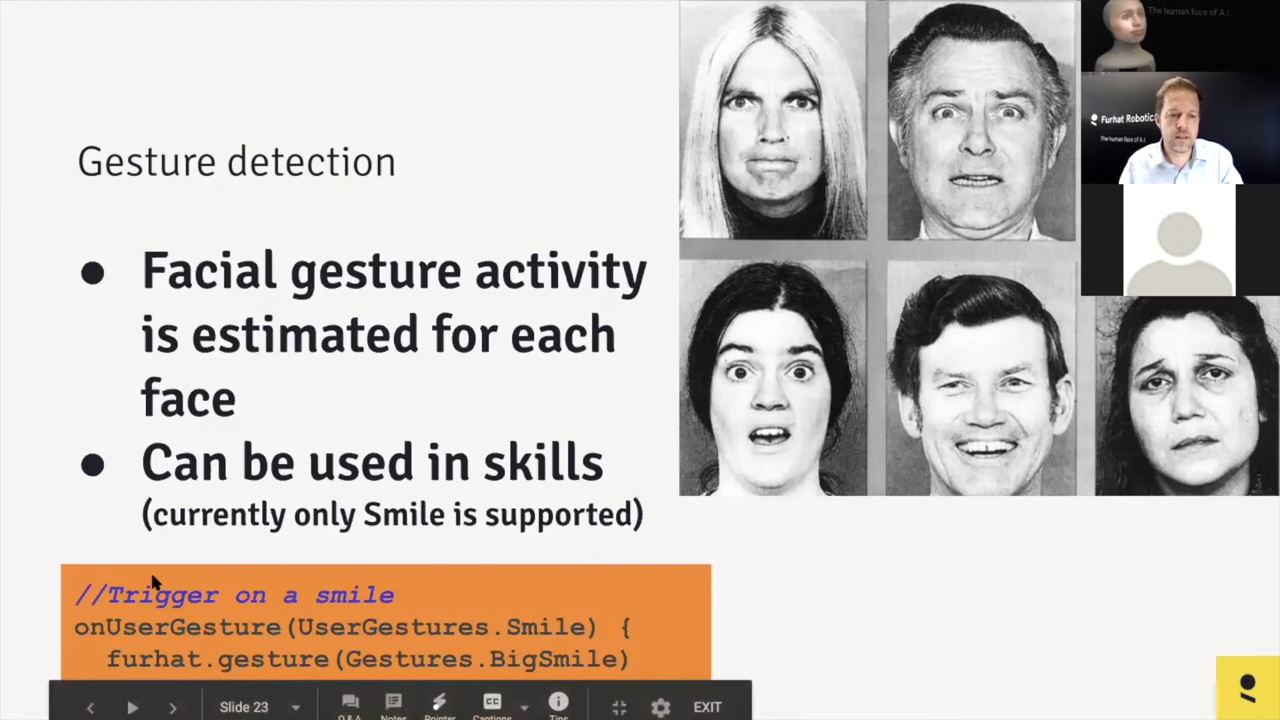 Gesture detection
● Facial gesture activity
is estimated for each
face
● Can be used in skills
(currently only Smile is supported)
//Trigger on a smile
onUserGesture(UserGestures.Smile) {
furhat.gesture(Gestures.BigSmile)
The human face of A.I.
Furhat Robotic
The human face of A.I.
Slide 23
Q&A
Notes
Pointer
CC
Captions
Tips
EXIT